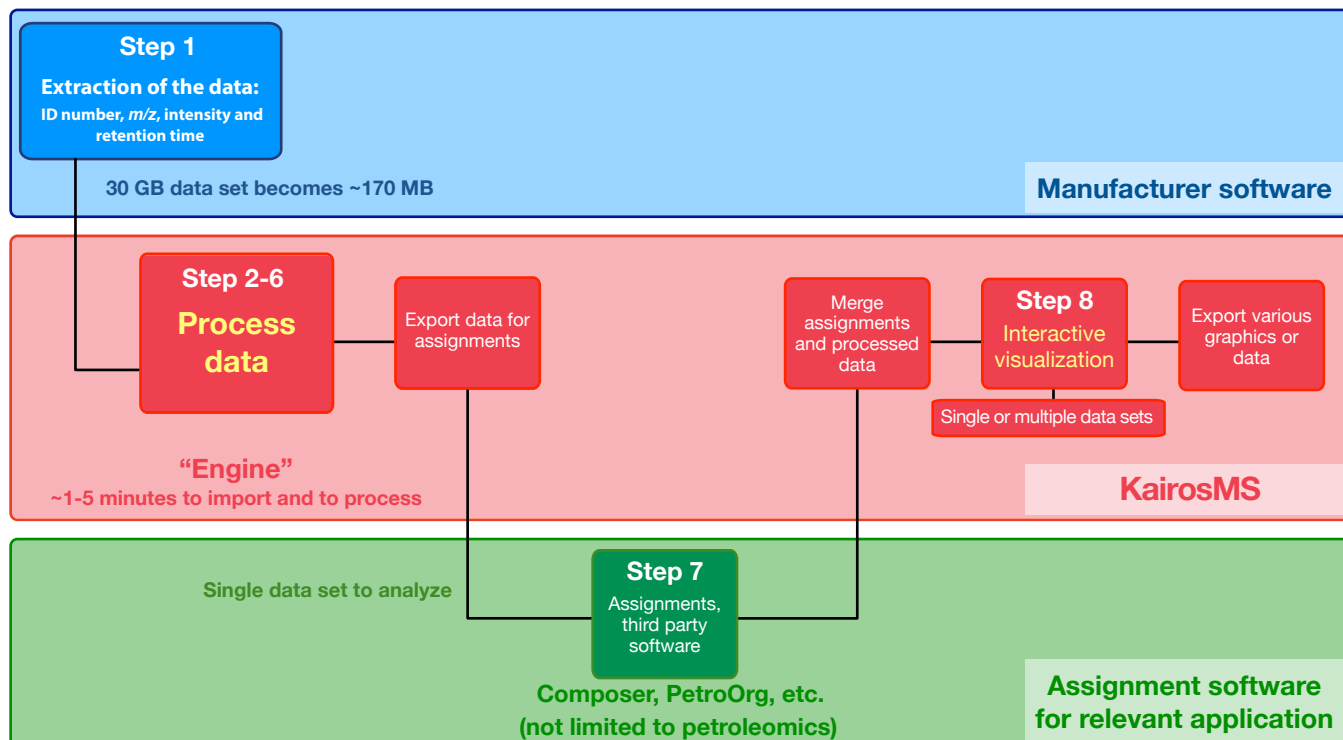 Step 1
Extraction of the data:
ID number, m/z, intensity and
retention time
30 GB data set becomes ~170 MB
Manufacturer software
Step 2-6
Process
data
Export data for
assignments
Merge
assignments
and processed
data
Step 8
Interactive
visualization
Export various
graphics or
data
Single or multiple data sets
“Engine”
~1-5 minutes to import and to process
KairosMS
Single data set to analyze
Step 7
Assignments,
third party
software
Composer, PetroOrg, etc.
(not limited to petroleomics)
Assignment software
for relevant application